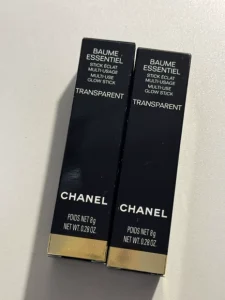 BAUME
ESSENTIEL
STICK ÉCLAT
MULTI-USAGE
MULTI-USE
GLOW STICK
TRANSPARENT
CHANEL
POIDS NET 8g
NET WT. 0.28 OZ.
BAUME
ESSENTIEL
STICK ÉCLAT
MULTI-USAGE
MULTI-USE
GLOW STICK
TRANSPARENT
CHANEL
POIDS NET 8g
NET WT. 0.28 OZ.